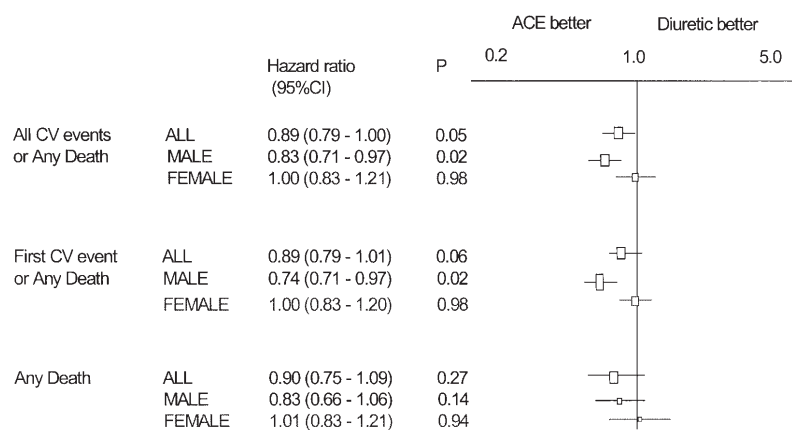 ACE better Diuretic better
0.2 1.0 5.0
Hazard ratio P
(95%CI)
All CV events ALL 0.89 (0.79 - 1.00) 0.05
or Any Death MALE 0.83 (0.71 - 0.97) 0.02
FEMALE 1.00 (0.83 - 1.21) 0.98
First CV event ALL 0.89 (0.79 - 1.01) 0.06
or Any Death MALE 0.74 (0.71 - 0.97) 0.02
FEMALE 1.00 (0.83 - 1.20) 0.98
Any Death ALL 0.90 (0.75 - 1.09) 0.27
MALE 0.83 (0.66 - 1.06) 0.14
FEMALE 1.01 (0.83 - 1.21) 0.94